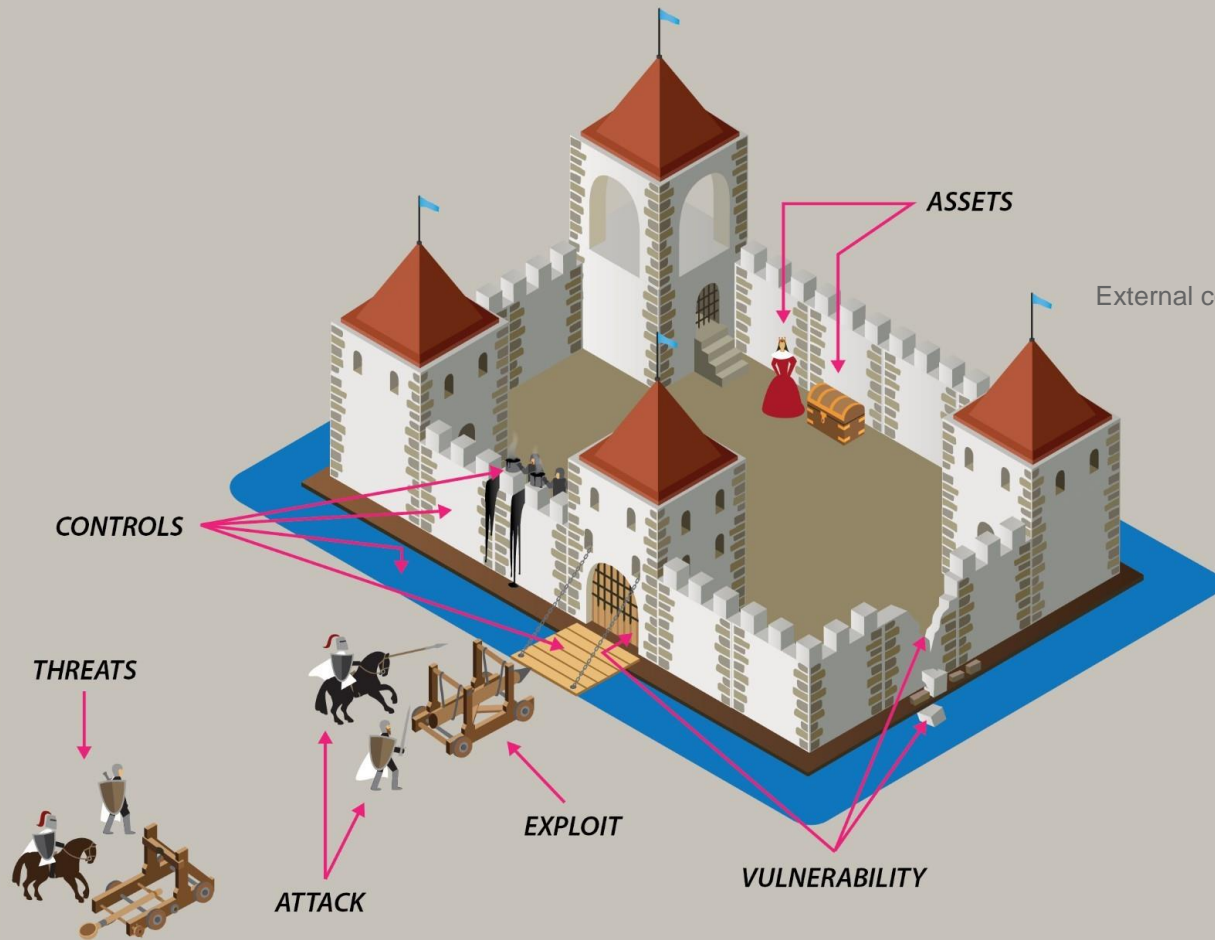 ASSETS
External c
CONTROLS
THREATS
EXPLOIT
VULNERABILITY
ATTACK